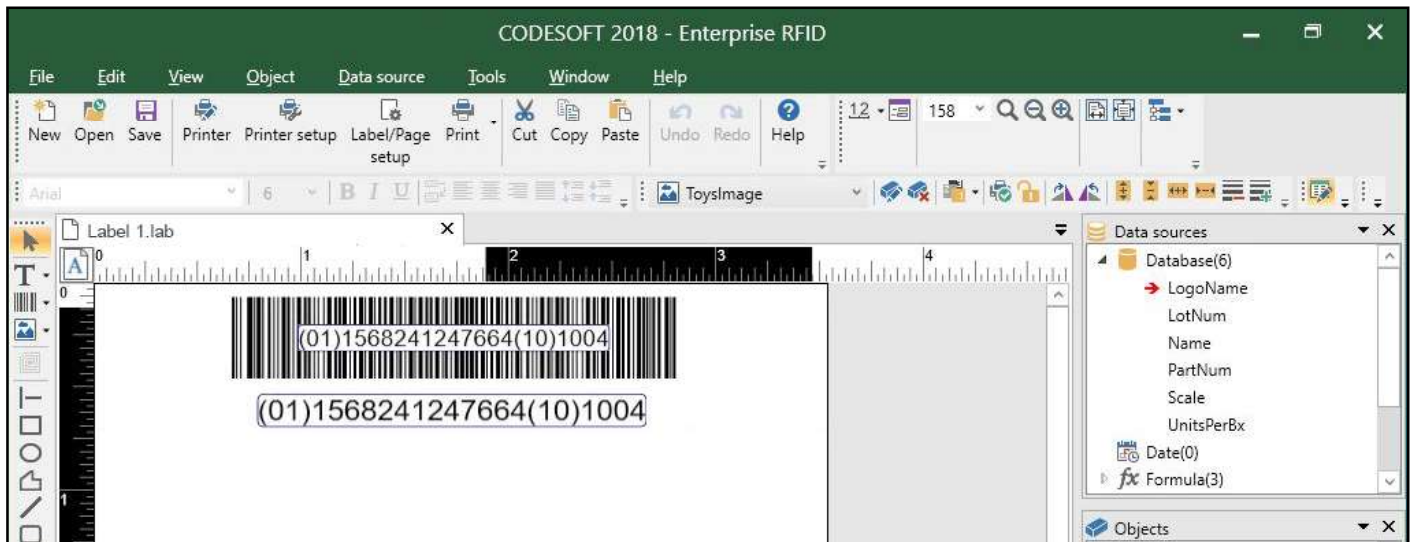 CODESOFT 2018 - Enterprise RFID
File Edit View Object Data source Tools Window Help
New Open Save Printer Printer setup Label/Page setup Print Cut Copy Paste Undo Redo Help 12 158
Arial 6 B I U ToysImage
Label 1.lab
Data sources
T A
0 1 2 3 4
0
1
(01)1568241247664(10)1004
(01)1568241247664(10)1004
Database(6)
LogoName
LotNum
Name
PartNum
Scale
UnitsPerBx
Date(0)
fx Formula(3)
Objects